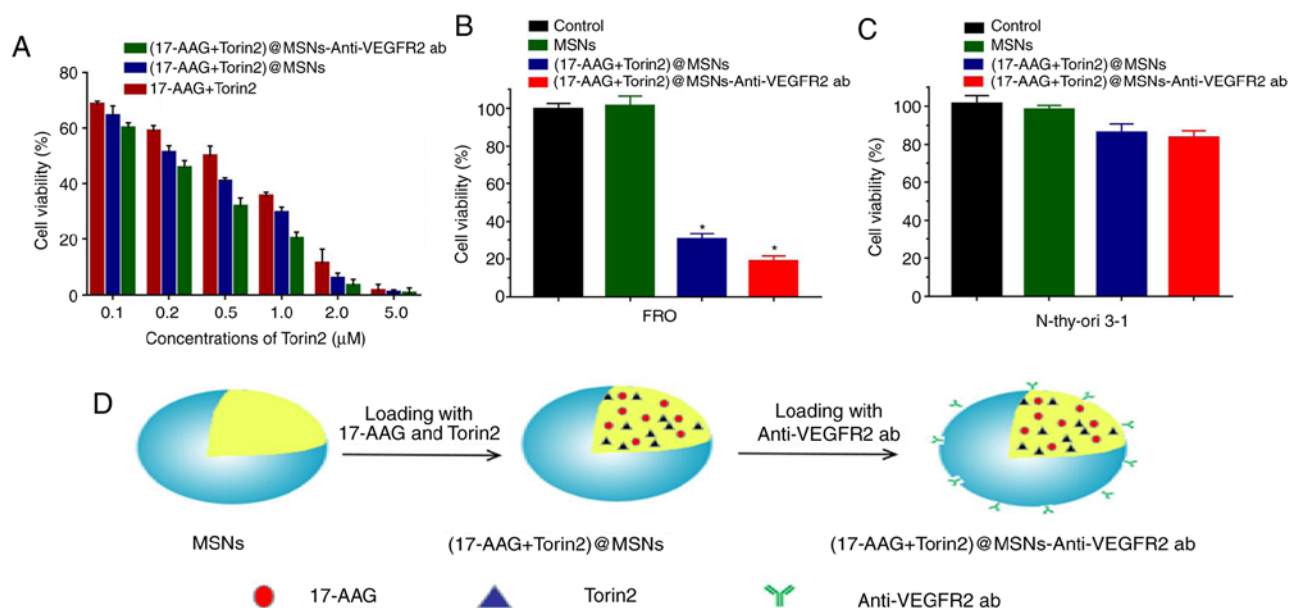 A
(17-AAG+Torin2)@MSNs-Anti-VEGFR2 ab
(17-AAG+Torin2)@MSNs
17-AAG+Torin2
80
60
40
20
0
Cell viability (%)
0.1 0.2 0.5 1.0 2.0 5.0
Concentrations of Torin2 (μM)
B
Control
MSNs
(17-AAG+Torin2)@MSNs
(17-AAG+Torin2)@MSNs-Anti-VEGFR2 ab
100
80
60
40
20
0
Cell viability (%)
* *
FRO
C
Control
MSNs
(17-AAG+Torin2)@MSNs
(17-AAG+Torin2)@MSNs-Anti-VEGFR2 ab
100
80
60
80
20
0
Cell viability (%)
N-thy-ori 3-1
D
Loading with
17-AAG and Torin2
Loading with
Anti-VEGFR2 ab
MSNs
(17-AAG+Torin2)@MSNs
(17-AAG+Torin2)@MSNs-Anti-VEGFR2 ab
17-AAG
Torin2
Anti-VEGFR2 ab